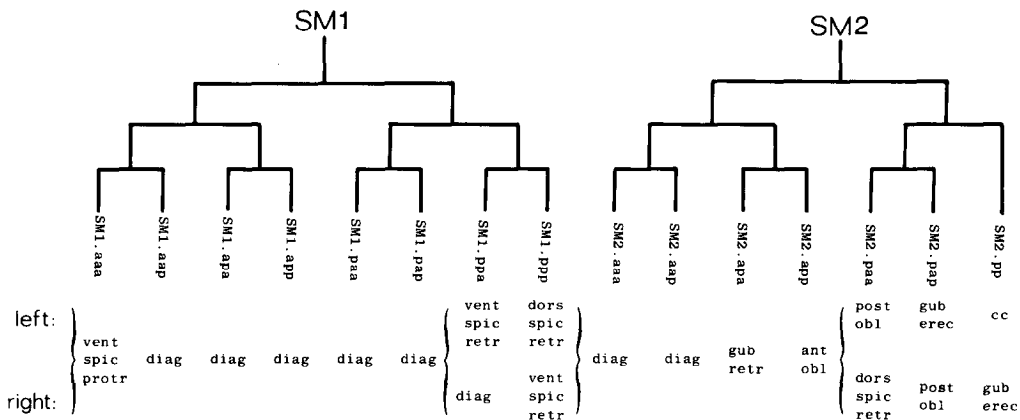 SM1 SM2
SM1.aaa SM1.aap SM1.apa SM1.app SM1.paa SM1.pap SM1.ppa SM1.ppp SM2.aaa SM2.aap SM2.apa SM2.app SM2.paa SM2.pap SM2.pp
left:
vent
spic
protr
diag diag diag diag diag
vent dors
spic spic
retr retr
diag
vent
spic
retr
diag diag
gub
retr
ant
obl
post gub cc
obl erec
dors
spic
retr
post
obl
gub
erec
right: